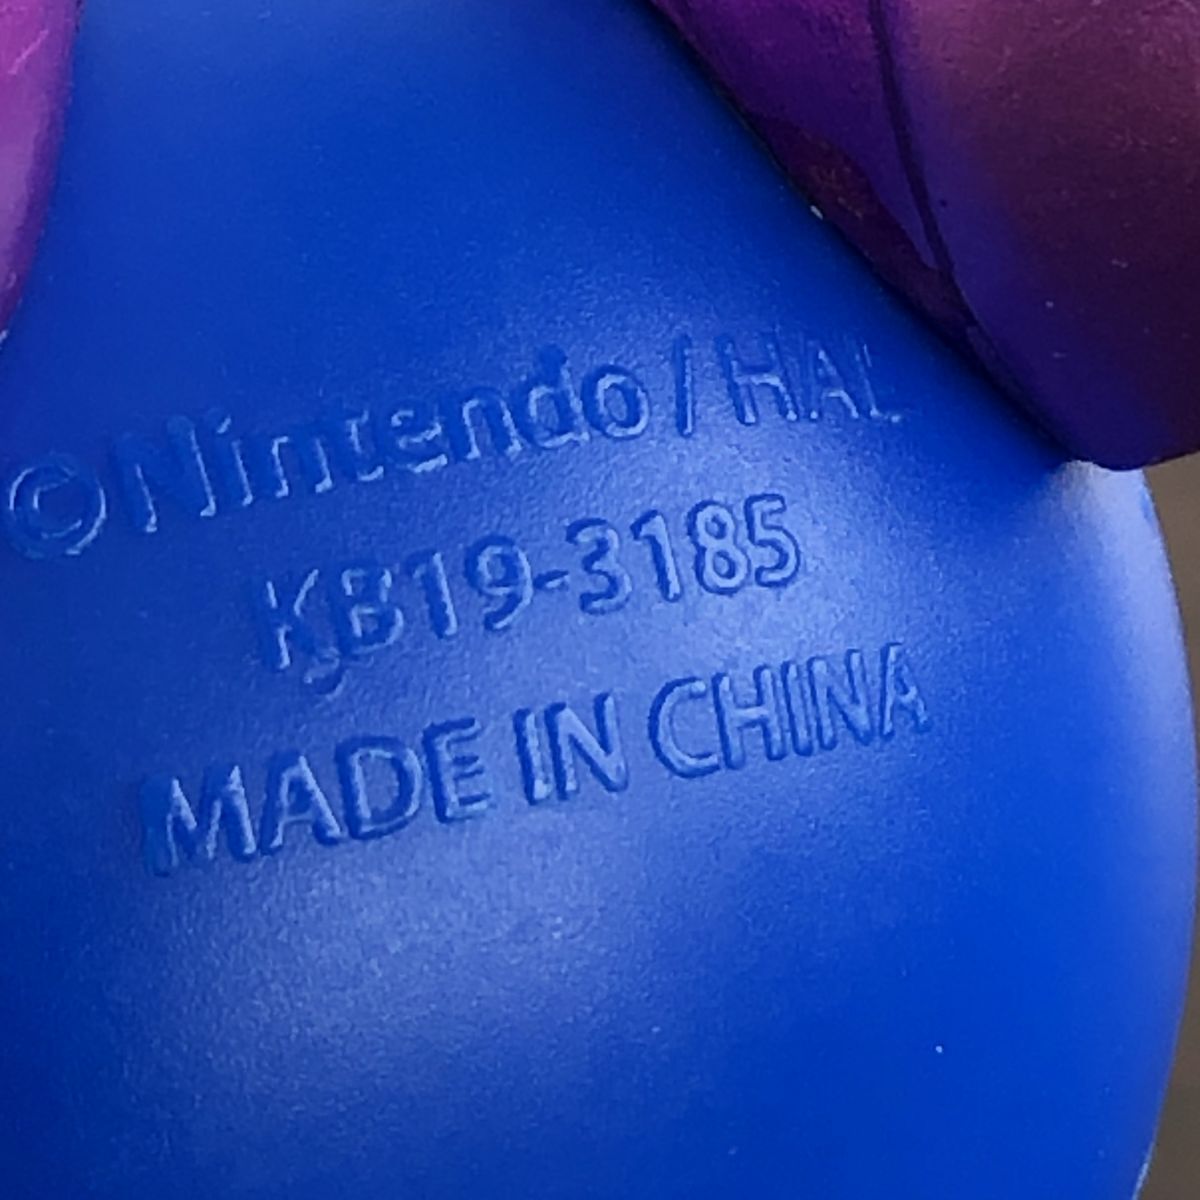 ©Nintendo / HAL
KB19-3185
MADE IN CHINA